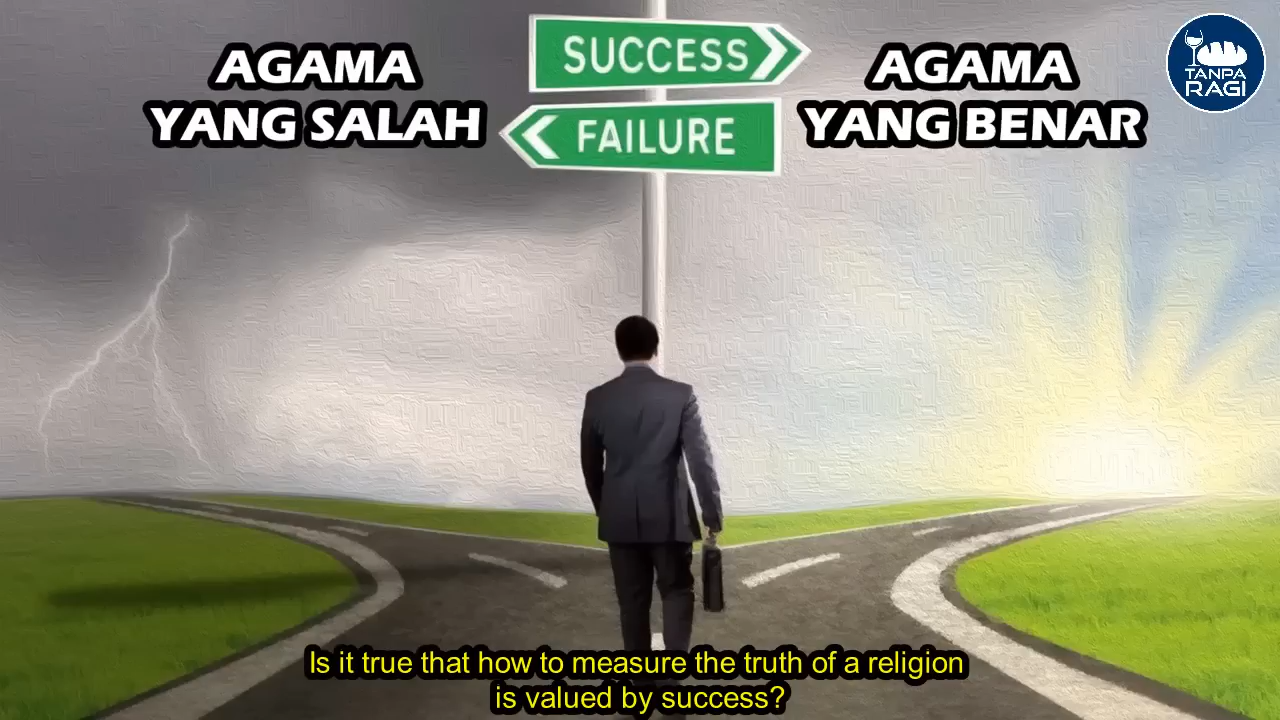 SUCCESS
FAILURE
AGAMA
YANG SALAH
AGAMA
YANG BENAR
TANPA
RAGI
Is it true that how to measure the truth of a religion
is valued by success?